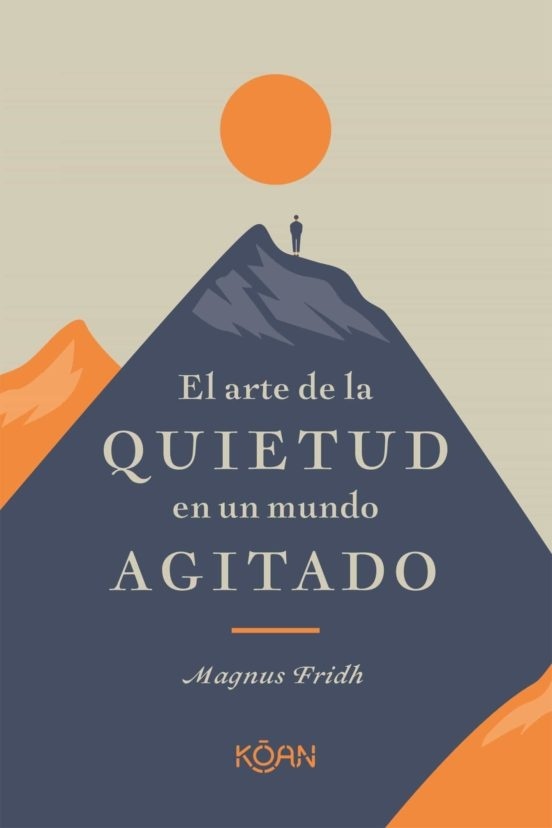 El arte de la
QUIETUD
en un mundo
AGITADO
Magnus Fridh
KŌAN